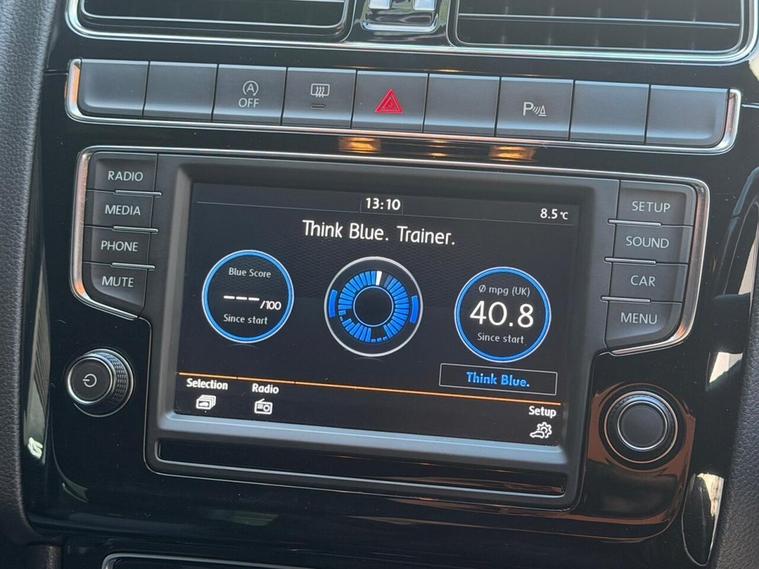 A
OFF
P
RADIO
MEDIA
PHONE
MUTE
13:10
8.5 °C
Think Blue. Trainer.
Blue Score
---/100
Since start
Ø mpg (UK)
40.8
Since start
Think Blue.
Selection
Radio
Setup
SETUP
SOUND
CAR
MENU